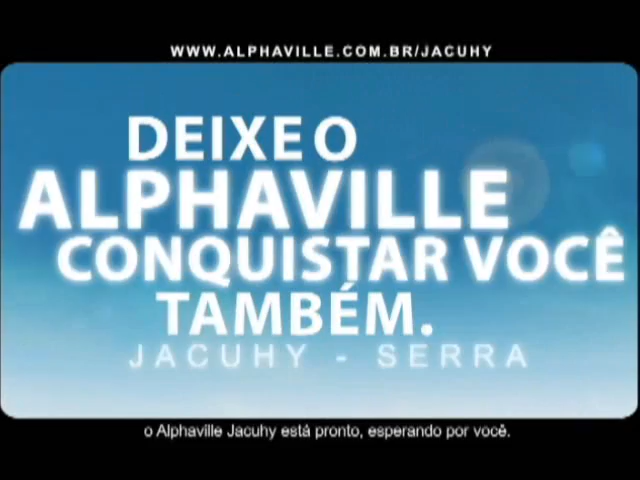 WWW.ALPHAVILLE.COM.BR/JACUHY
DEIXE O
ALPHAVILLE
CONQUISTAR VOCÊ
TAMBÉM.
JACUHY - SERRA
o Alphaville Jacuhy está pronto, esperando por você.